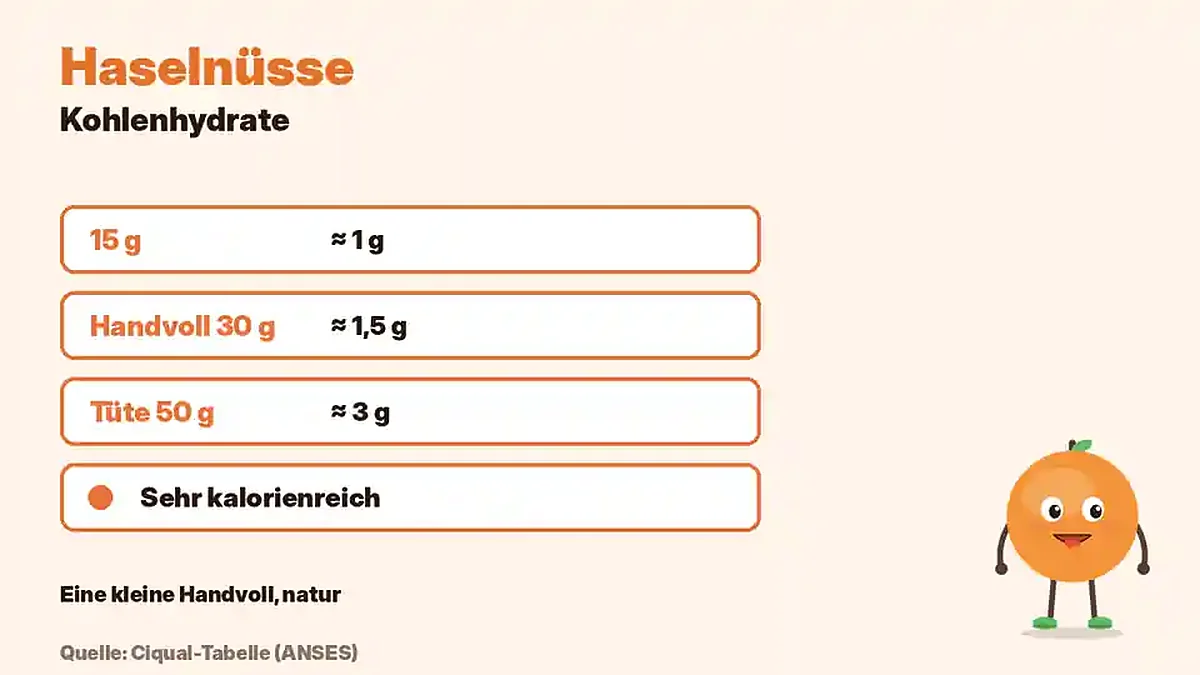 Haselnüsse
Kohlenhydrate
15 g ≈ 1 g
Handvoll 30 g ≈ 1,5 g
Tüte 50 g ≈ 3 g
Sehr kalorienreich
Eine kleine Handvoll, natur
Quelle: Ciqual-Tabelle (ANSES)